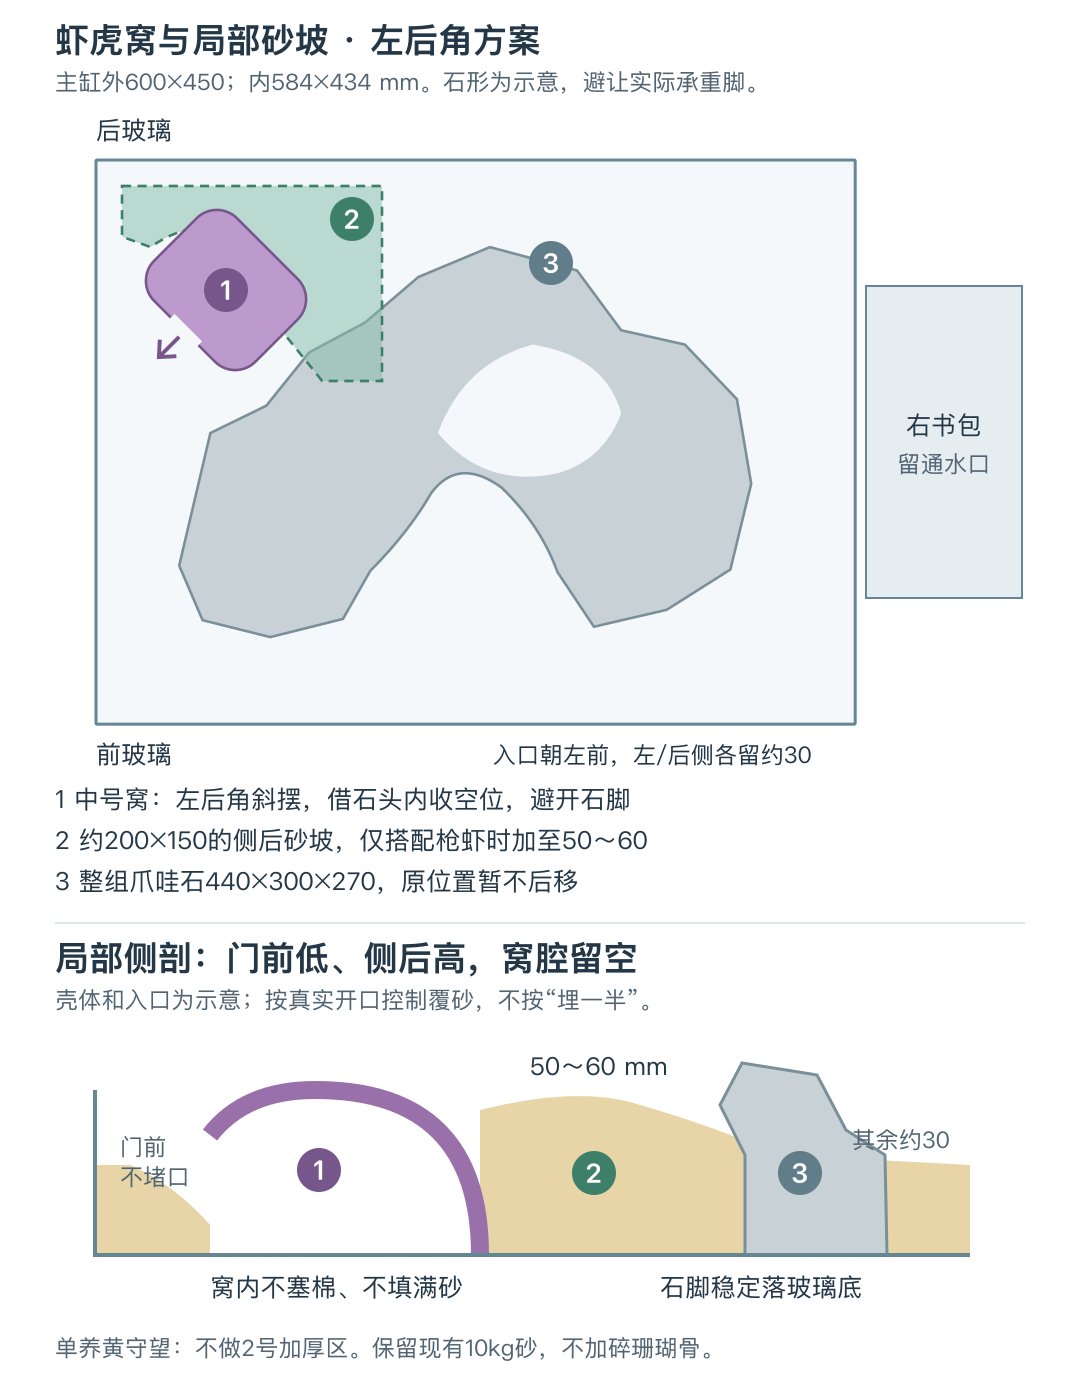 虾虎窝与局部砂坡 · 左后角方案
主缸外600×450；内584×434 mm。石形为示意，避让实际承重脚。
后玻璃
2
3
1
右书包
留通水口
前玻璃
入口朝左前，左/后侧各留约30
1 中号窝：左后角斜摆，借石头内收空位，避开石脚
2 约200×150的侧后砂坡，仅搭配枪虾时加至50～60
3 整组爪哇石440×300×270，原位置暂不后移
局部侧剖：门前低、侧后高，窝腔留空
壳体和入口为示意；按真实开口控制覆砂，不按“埋一半”。
50～60 mm
门前
不堵口
其余约30
1
2
3
窝内不塞棉、不填满砂
石脚稳定落玻璃底
单养黄守望：不做2号加厚区。保留现有10kg砂，不加碎珊瑚骨。